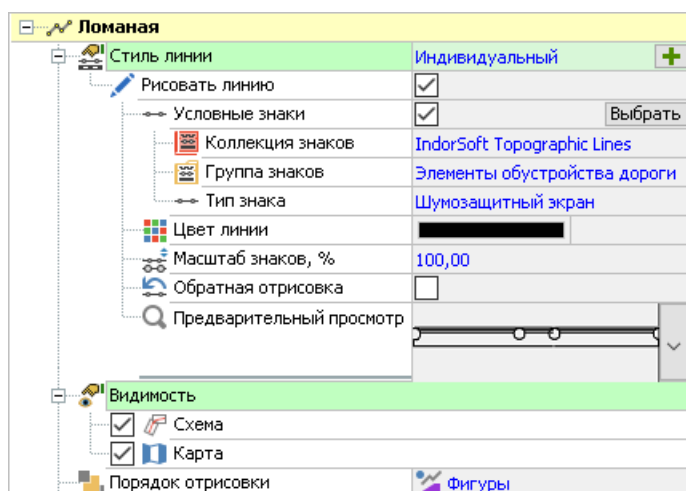 Ломаная
Стиль линии Индивидуальный
Рисовать линию
Условные знаки Выбрать
Коллекция знаков IndorSoft Topographic Lines
Группа знаков Элементы обустройства дороги
Тип знака Шумозащитный экран
Цвет линии
Масштаб знаков, % 100,00
Обратная отрисовка
Предварительный просмотр
Видимость
Схема
Карта
Порядок отрисовки Фигуры